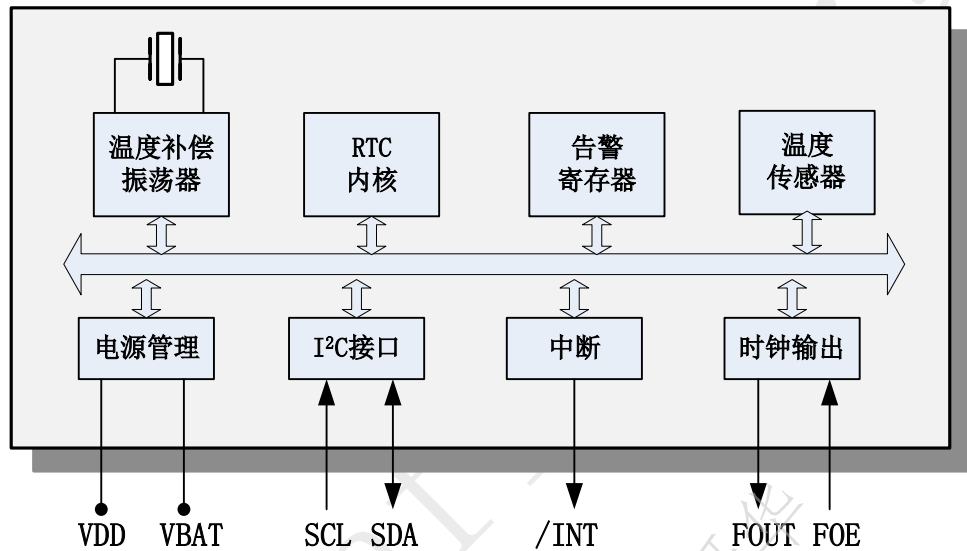 温度补偿
振荡器
RTC
内核
告警
寄存器
温度
传感器
电源管理
I²C接口
中断
时钟输出
VDD VBAT SCL SDA /INT FOUT FOE